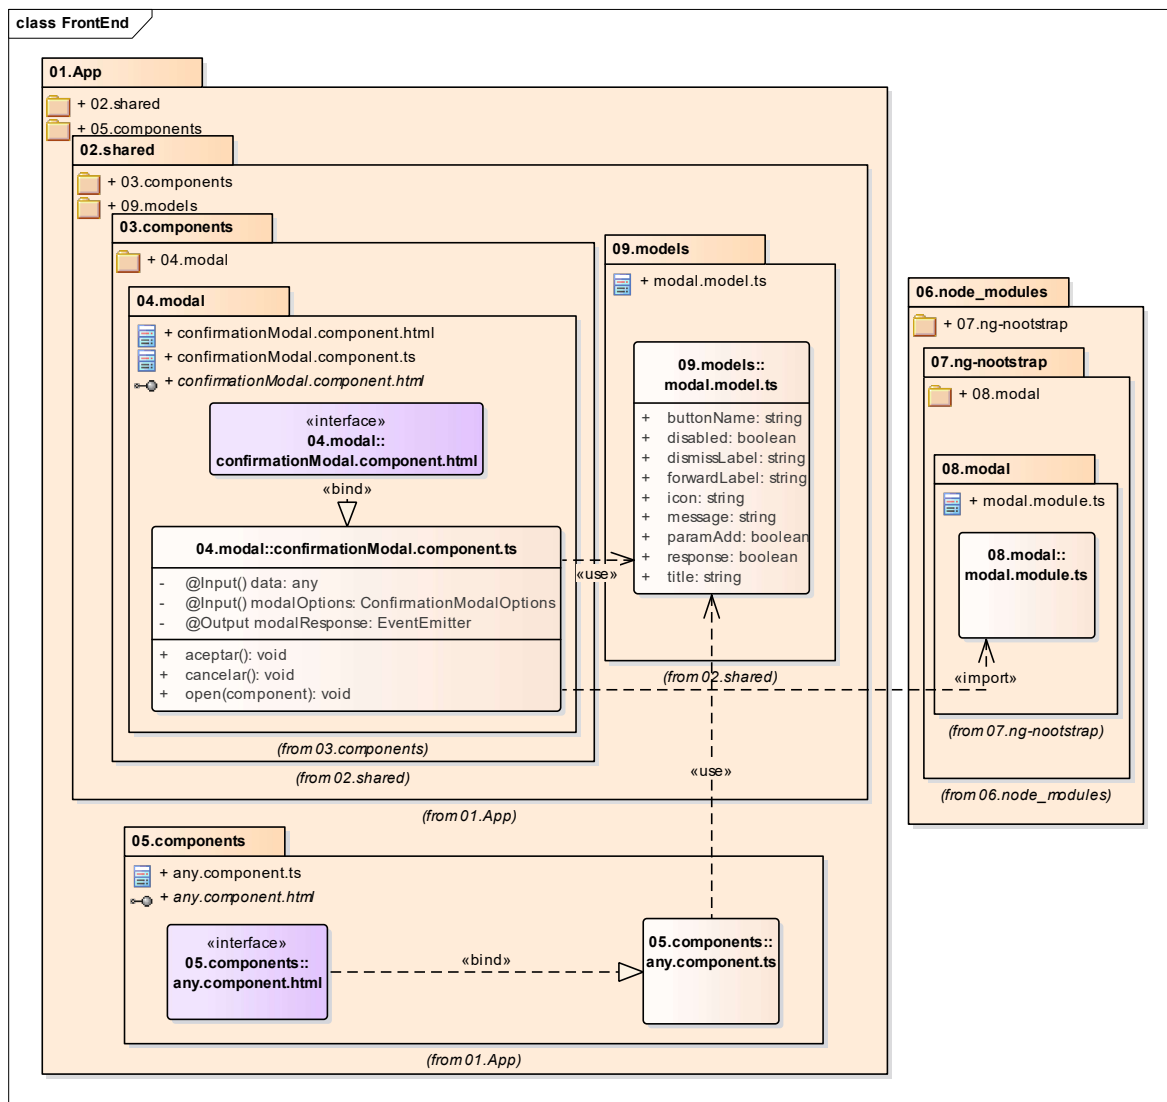 class FrontEnd
01.App
+ 02.shared
+ 05.components
02.shared
+ 03.components
+ 09.models
03.components
+ 04.modal
04.modal
+ confirmationModal.component.html
+ confirmationModal.component.ts
+ confirmationModal.component.html
«interface»
04.modal::
confirmationModal.component.html
«bind»
04.modal::confirmationModal.component.ts
- @Input() data: any
- @Input() modalOptions: ConfirmationModalOptions
- @Output modalResponse: EventEmitter
+ aceptar(): void
+ cancelar(): void
+ open(component): void
(from 03.components)
(from 02.shared)
09.models
+ modal.model.ts
09.models::
modal.model.ts
+ buttonName: string
+ disabled: boolean
+ dismissLabel: string
+ forwardLabel: string
+ icon: string
+ message: string
+ paramAdd: boolean
+ response: boolean
+ title: string
«use»
(from 02.shared)
(from 01.App)
«use»
06.node_modules
+ 07.ng-nootstrap
07.ng-nootstrap
+ 08.modal
08.modal
+ modal.module.ts
08.modal::
modal.module.ts
«import»
(from 07.ng-nootstrap)
(from 06.node_modules)
05.components
+ any.component.ts
+ any.component.html
«interface»
05.components::
any.component.html
«bind»
05.components::
any.component.ts
(from 01.App)